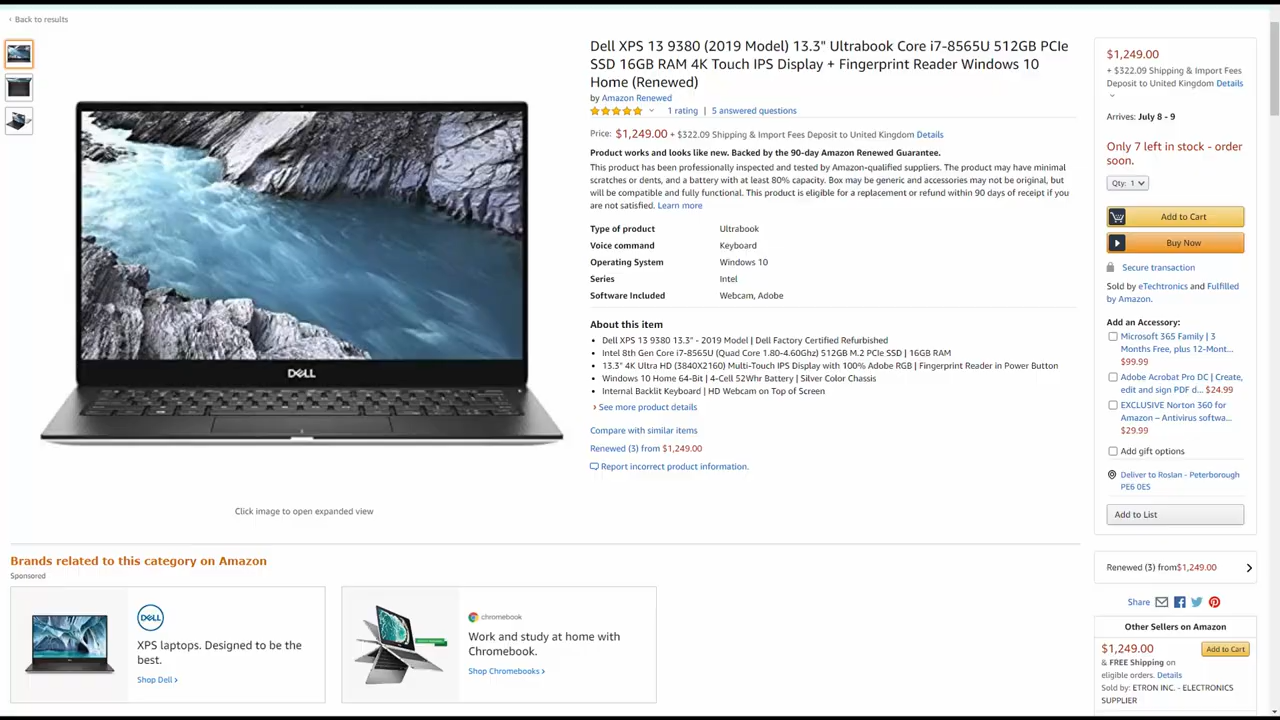 ‹ Back to results
Dell XPS 13 9380 (2019 Model) 13.3" Ultrabook Core i7-8565U 512GB PCIe
SSD 16GB RAM 4K Touch IPS Display + Fingerprint Reader Windows 10
Home (Renewed)
by Amazon Renewed
1 rating | 5 answered questions
Price: $1,249.00 + $322.09 Shipping & Import Fees Deposit to United Kingdom Details
Product works and looks like new. Backed by the 90-day Amazon Renewed Guarantee.
This product has been professionally inspected and tested by Amazon-qualified suppliers. The product may have minimal
scratches or dents, and a battery with at least 80% capacity. Box may be generic and accessories may not be original, but
will be compatible and fully functional. This product is eligible for a replacement or refund within 90 days of receipt if you
are not satisfied. Learn more
Type of product Ultrabook
Voice command Keyboard
Operating System Windows 10
Series Intel
Software Included Webcam, Adobe
About this item
• Dell XPS 13 9380 13.3" - 2019 Model | Dell Factory Certified Refurbished
• Intel 8th Gen Core i7-8565U (Quad Core 1.80-4.60Ghz) 512GB M.2 PCIe SSD | 16GB RAM
• 13.3" 4K Ultra HD (3840X2160) Multi-Touch IPS Display with 100% Adobe RGB | Fingerprint Reader in Power Button
• Windows 10 Home 64-Bit | 4-Cell 52Whr Battery | Silver Color Chassis
• Internal Backlit Keyboard | HD Webcam on Top of Screen
› See more product details
Compare with similar items
Renewed (3) from $1,249.00
Report incorrect product information.
DELL
Click image to open expanded view
$1,249.00
+ $322.09 Shipping & Import Fees
Deposit to United Kingdom Details
Arrives: July 8 - 9
Only 7 left in stock - order
soon.
Qty: 1
Add to Cart
Buy Now
Secure transaction
Sold by eTechtronics and Fulfilled
by Amazon.
Add an Accessory:
Microsoft 365 Family | 3
Months Free, plus 12-Mont...
$99.99
Adobe Acrobat Pro DC | Create,
edit and sign PDF d... $24.99
EXCLUSIVE Norton 360 for
Amazon – Antivirus softwa...
$29.99
Add gift options
Deliver to Roslan - Peterborough
PE6 0ES
Add to List
Renewed (3) from$1,249.00
Share
Other Sellers on Amazon
$1,249.00 Add to Cart
& FREE Shipping on
eligible orders. Details
Sold by: ETRON INC. - ELECTRONICS
SUPPLIER
Brands related to this category on Amazon
Sponsored
DELL
XPS laptops. Designed to be the
best.
Shop Dell ›
chromebook
Work and study at home with
Chromebook.
Shop Chromebooks ›